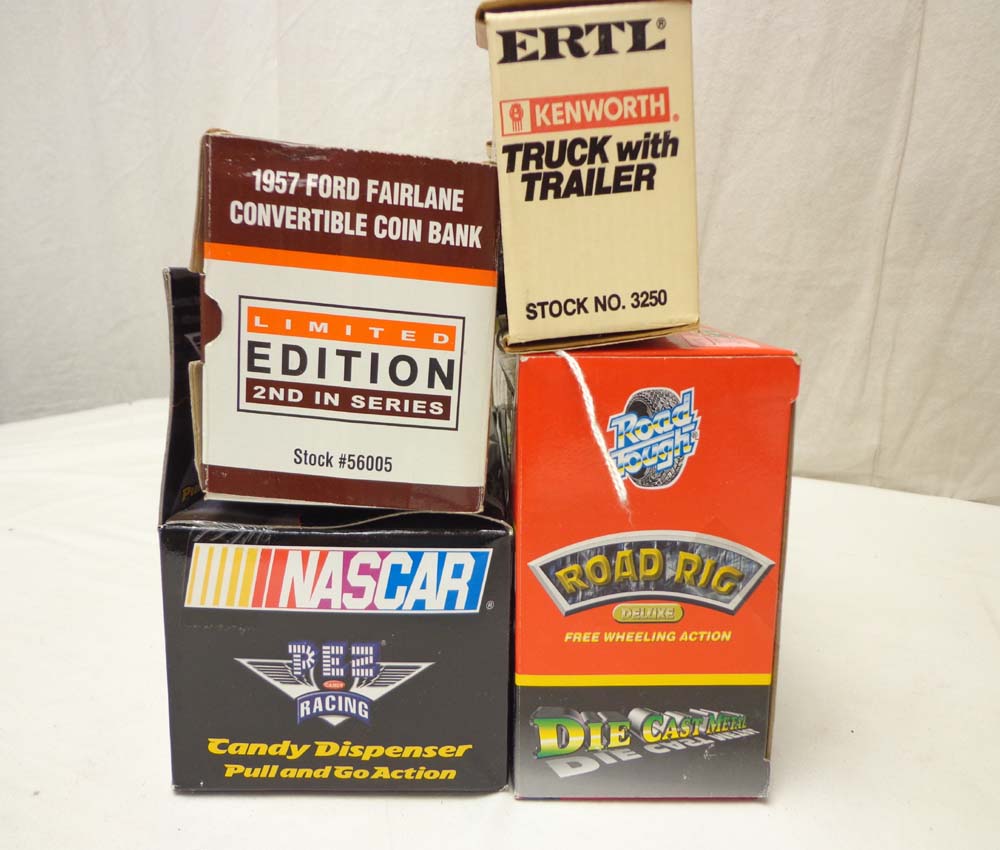 ERTL®
KENWORTH®
TRUCK with
TRAILER
STOCK NO. 3250
1957 FORD FAIRLANE
CONVERTIBLE COIN BANK
LIMITED
EDITION
2ND IN SERIES
Stock #56005
NASCAR®
PEZ®
CANDY
RACING
Candy Dispenser
Pull and Go Action
Road
Tough®
ROAD RIG
DELUXE
FREE WHEELING ACTION
DIE CAST METAL